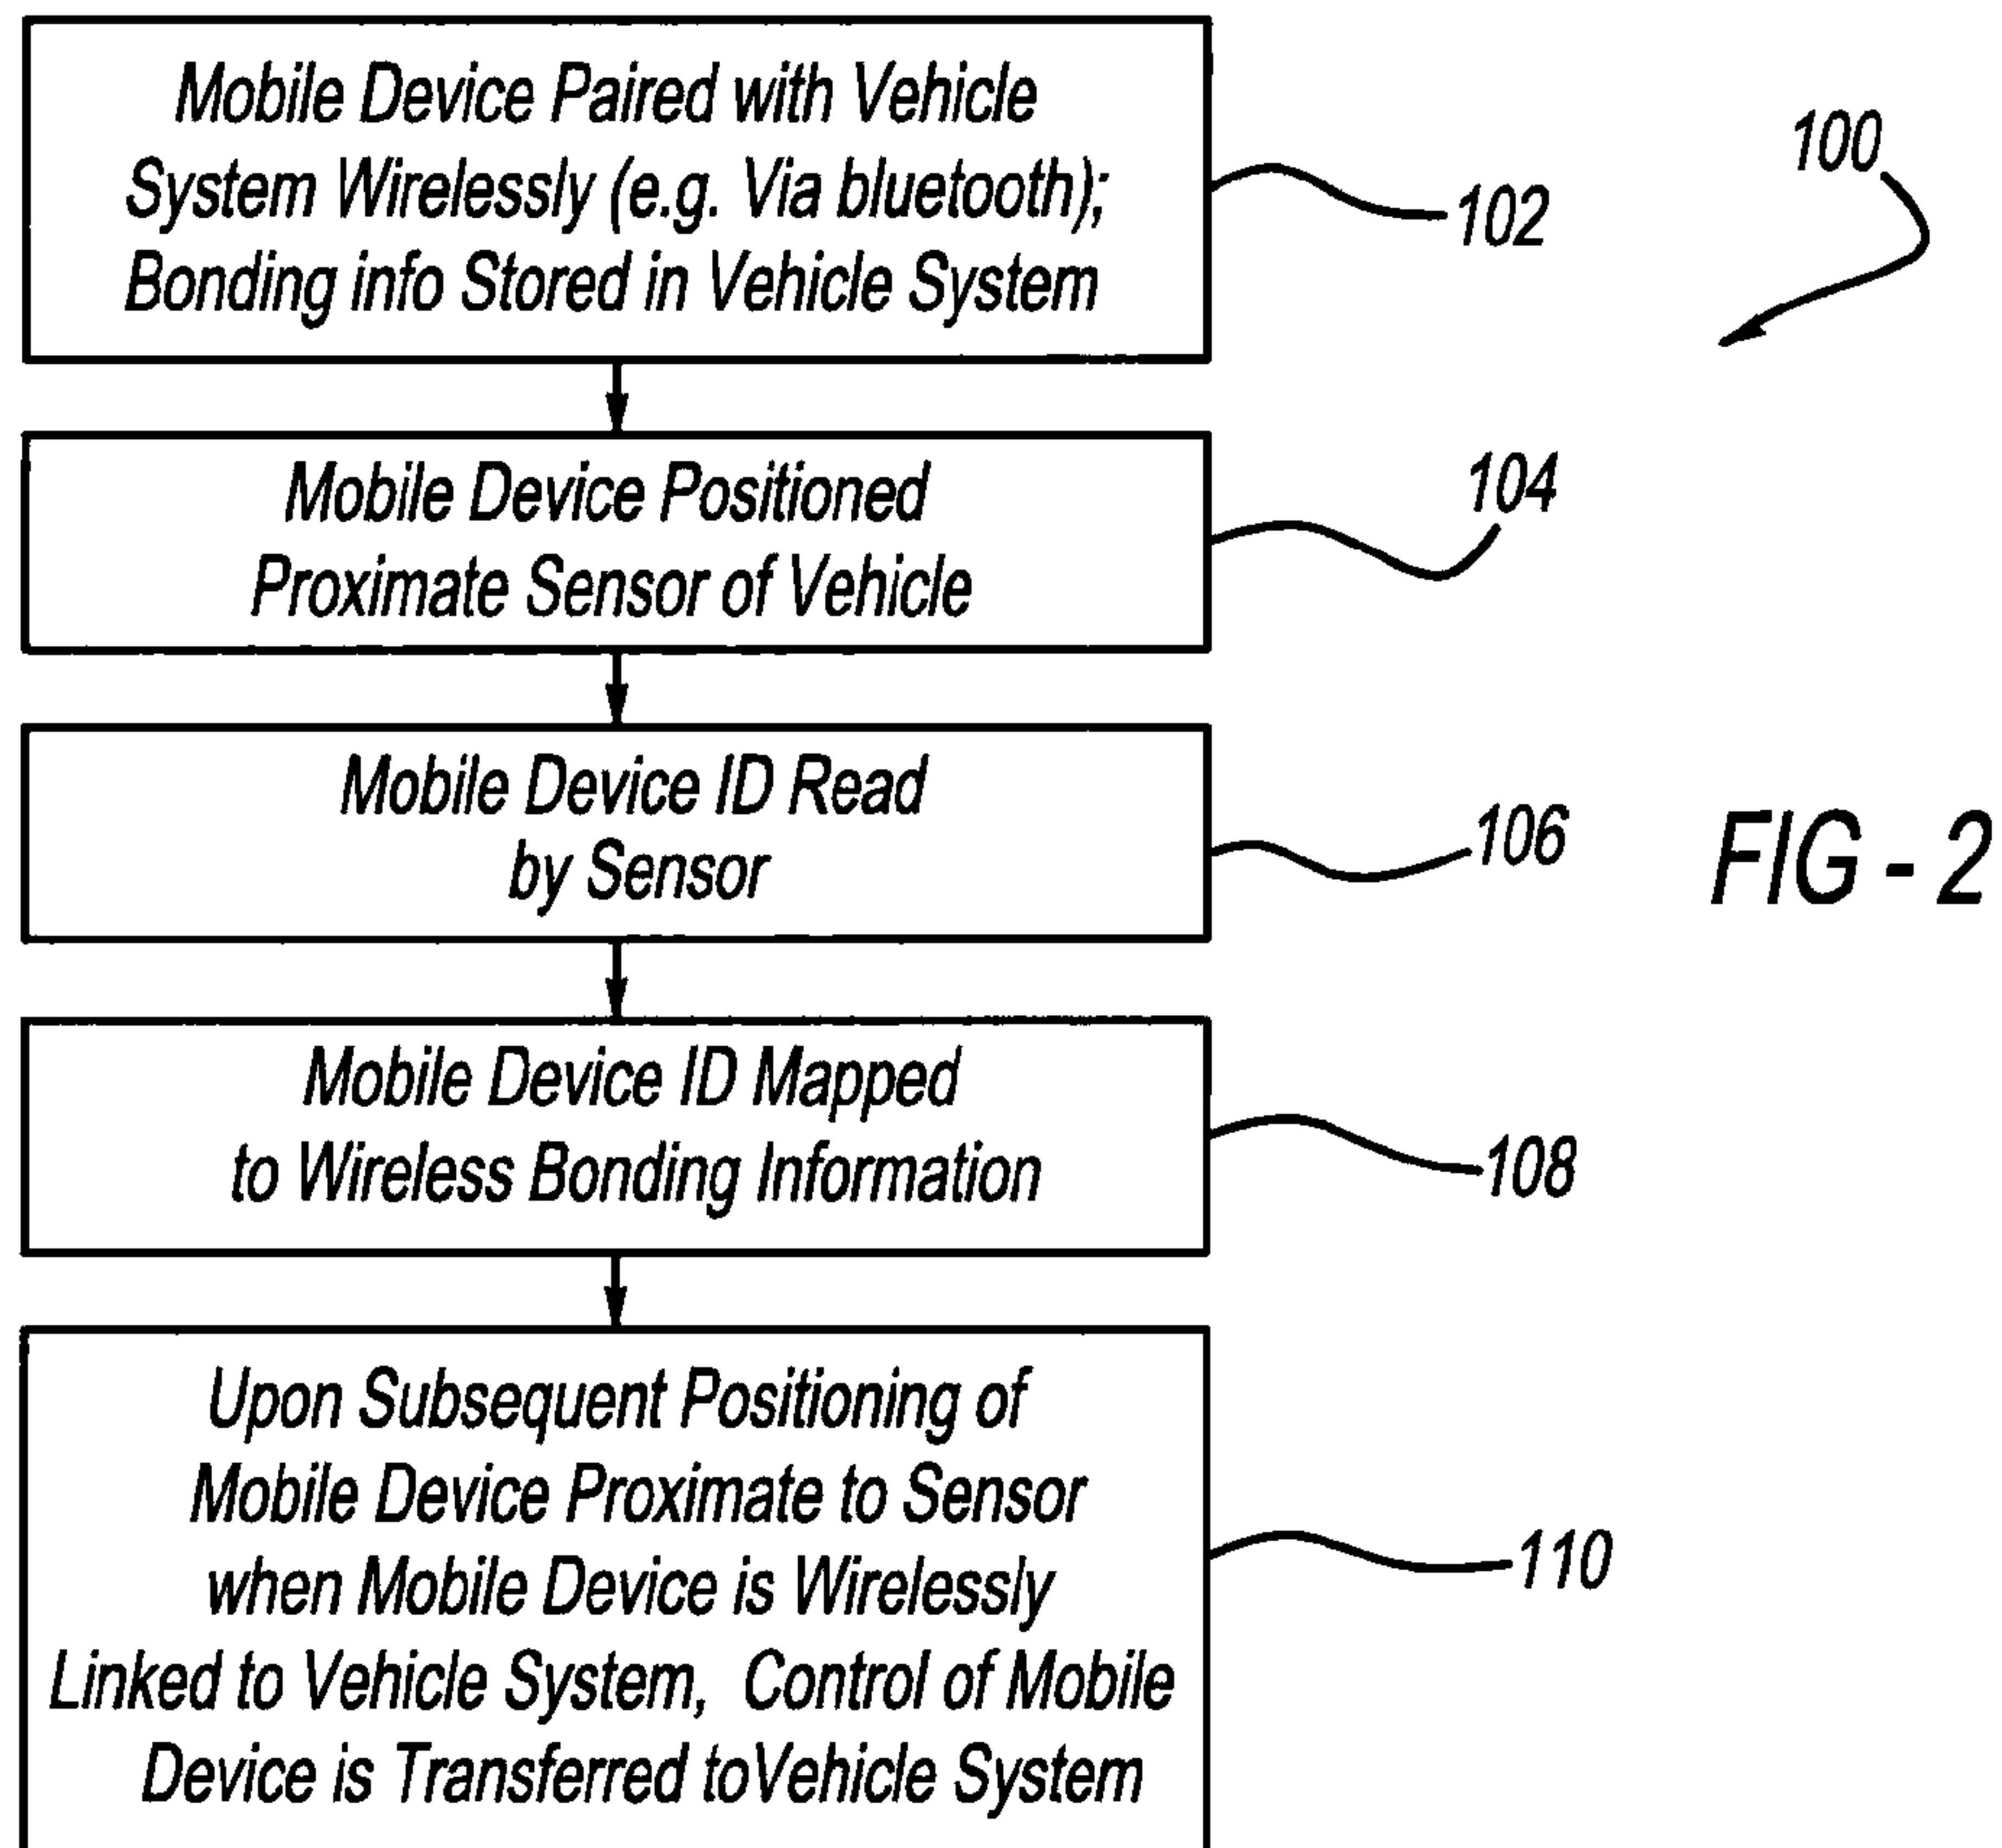 Mobile Device Paired with Vehicle
System Wirelessly (e.g. Via bluetooth);
Bonding info Stored in Vehicle System
102
100
Mobile Device Positioned
Proximate Sensor of Vehicle
104
Mobile Device ID Read
by Sensor
106
FIG - 2
Mobile Device ID Mapped
to Wireless Bonding Information
108
Upon Subsequent Positioning of
Mobile Device Proximate to Sensor
when Mobile Device is Wirelessly
Linked to Vehicle System, Control of Mobile
Device is Transferred toVehicle System
110